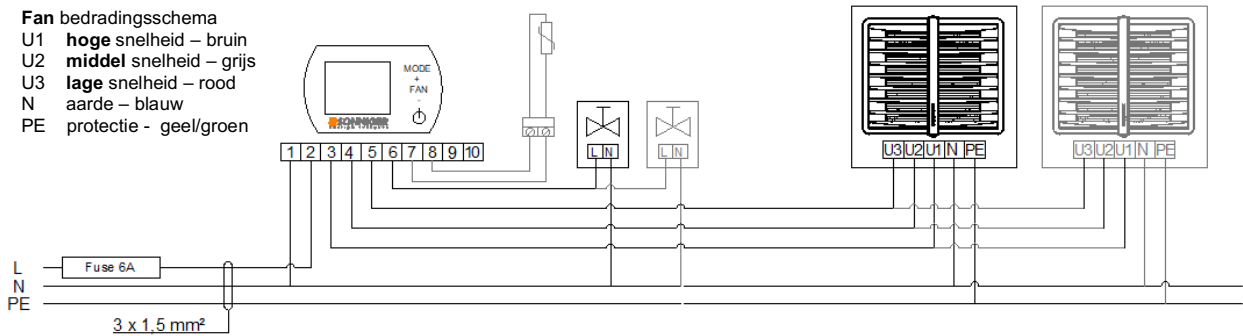 Fan bedradingsschema
U1 hoge snelheid – bruin
U2 middel snelheid – grijs
U3 lage snelheid – rood
N aarde – blauw
PE protectie - geel/groen
MODE
+
FAN
-
SONNIGER
1 2 3 4 5 6 7 8 9 10
L N
L N
U3 U2 U1 N PE
U3 U2 U1 N PE
L Fuse 6A
N
PE
3 x 1,5 mm²